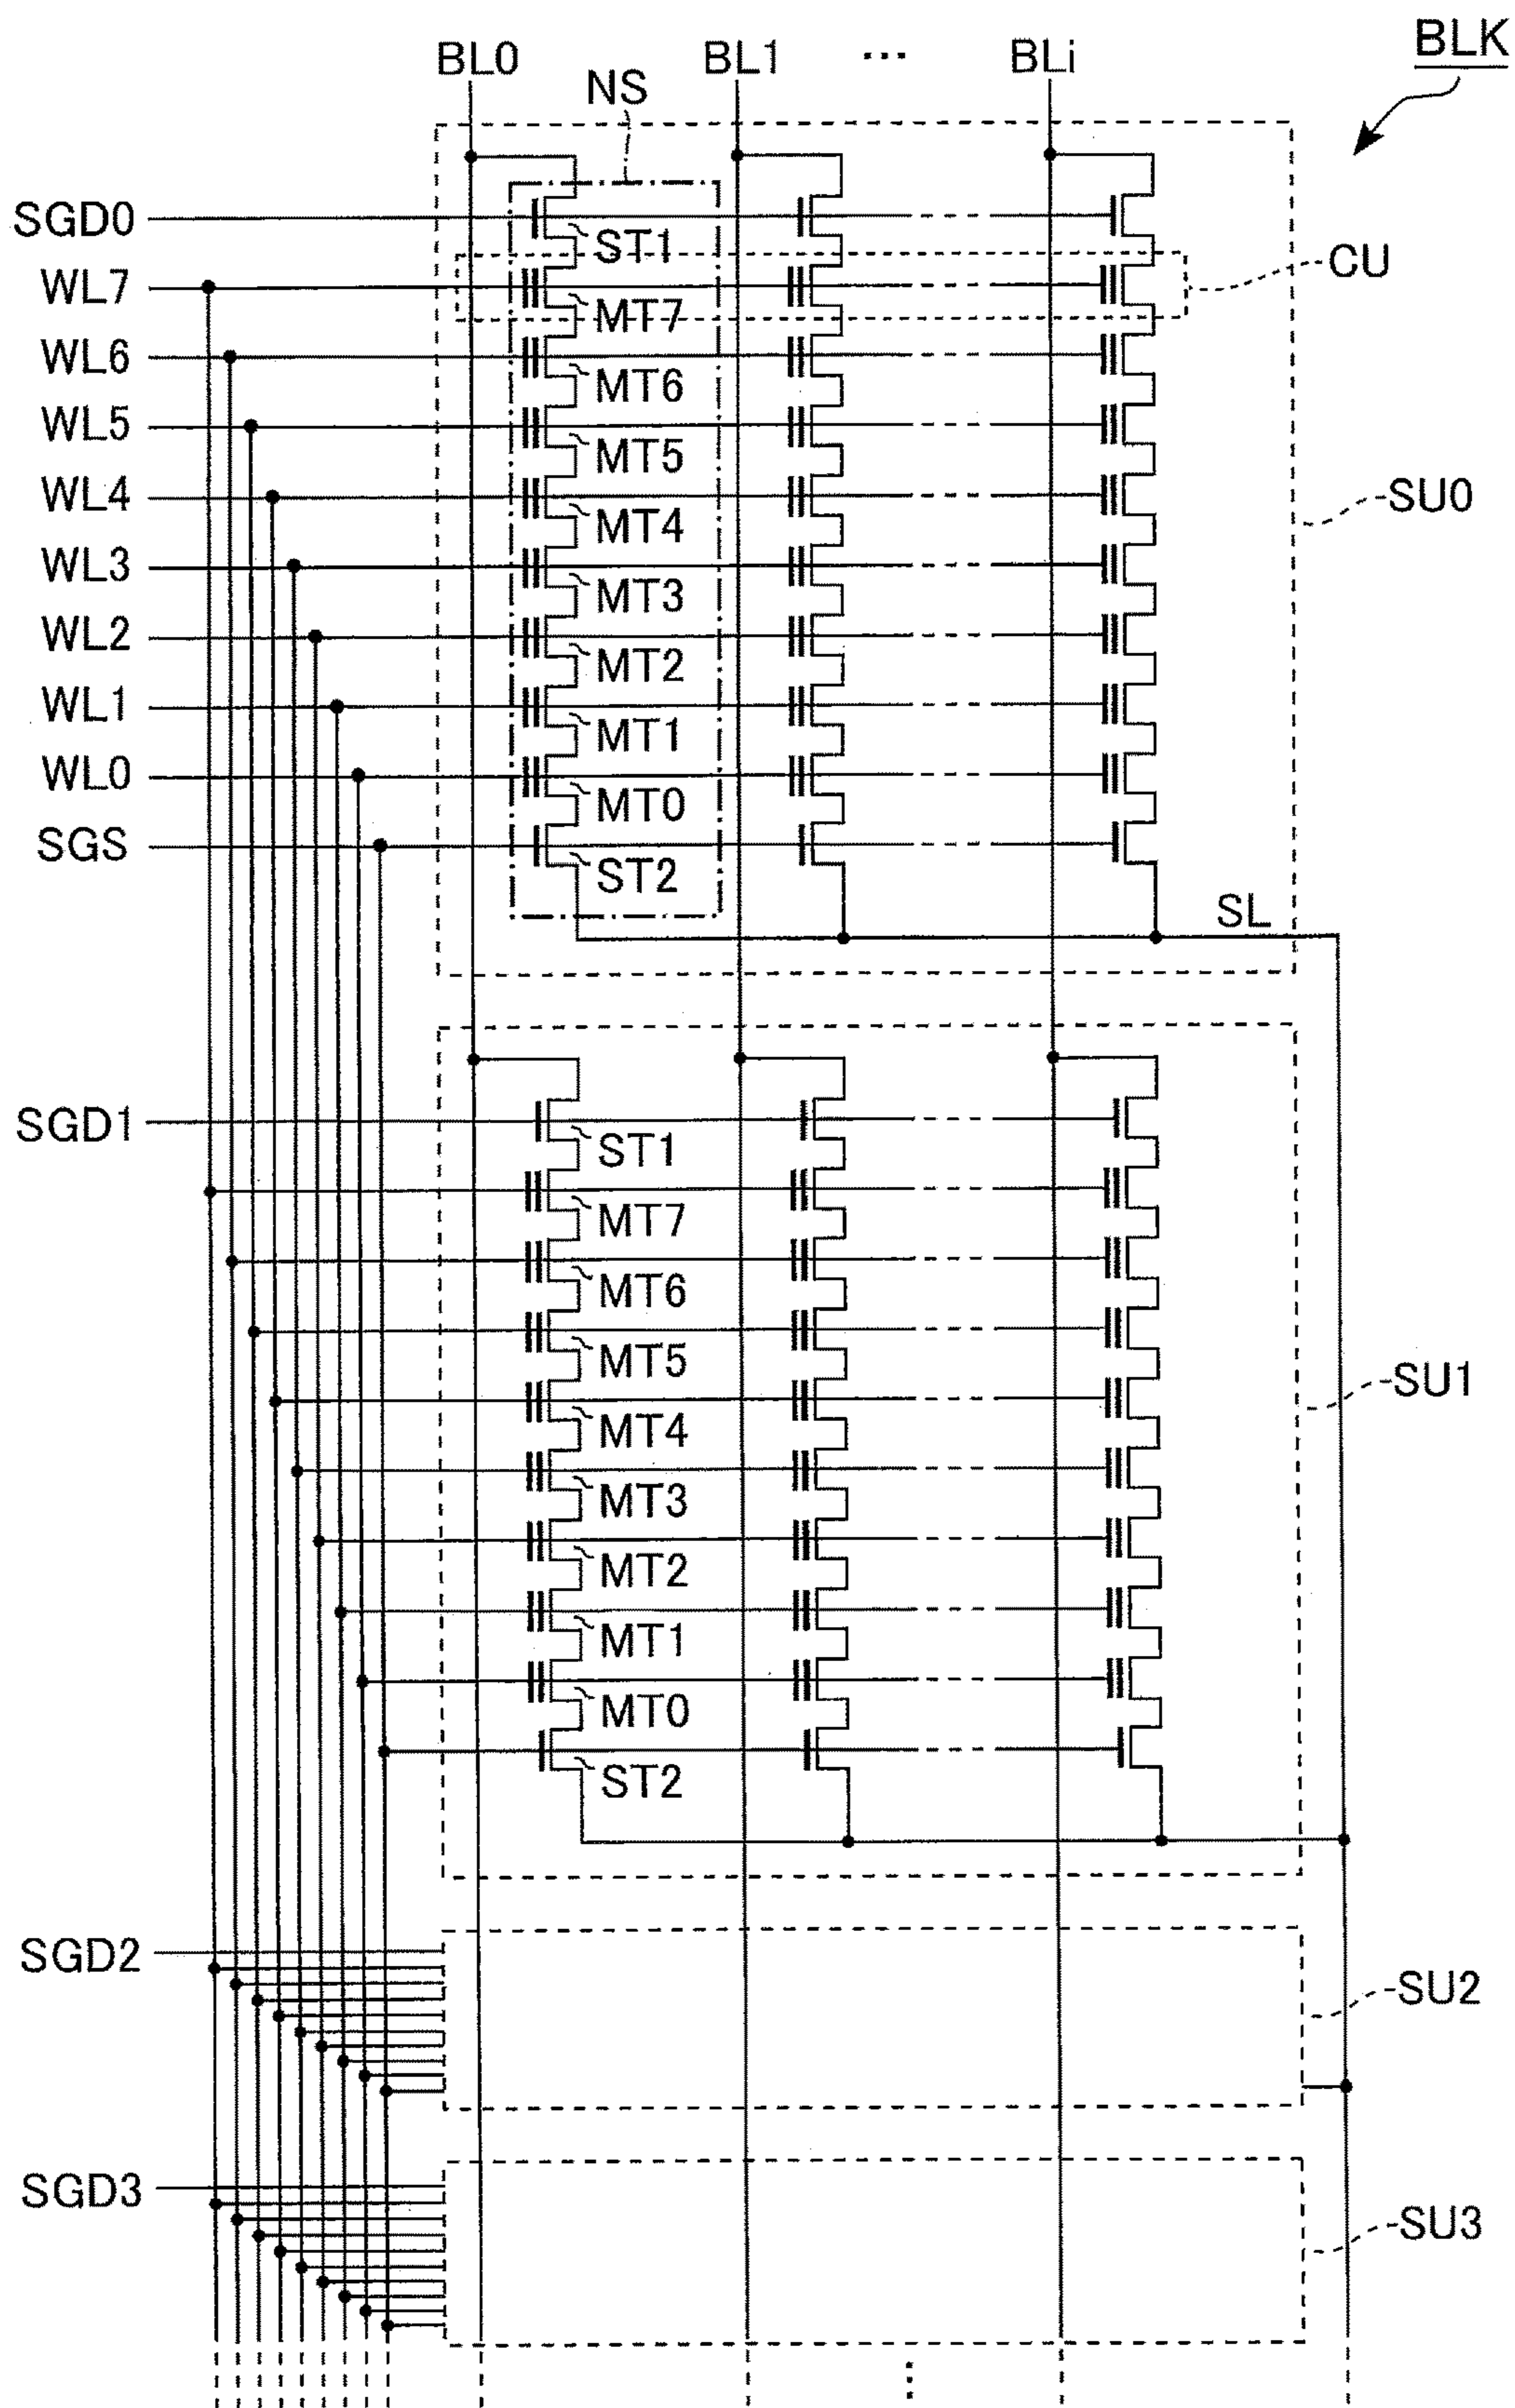 BLK
BL0 BL1 ... BLi
NS
SGD0
ST1
CU
WL7
MT7
WL6
MT6
WL5
MT5
WL4
SU0
MT4
WL3
MT3
WL2
MT2
WL1
MT1
WL0
MT0
SGS
ST2
SL
SGD1
ST1
MT7
MT6
MT5
SU1
MT4
MT3
MT2
MT1
MT0
ST2
SGD2
SU2
SGD3
SU3